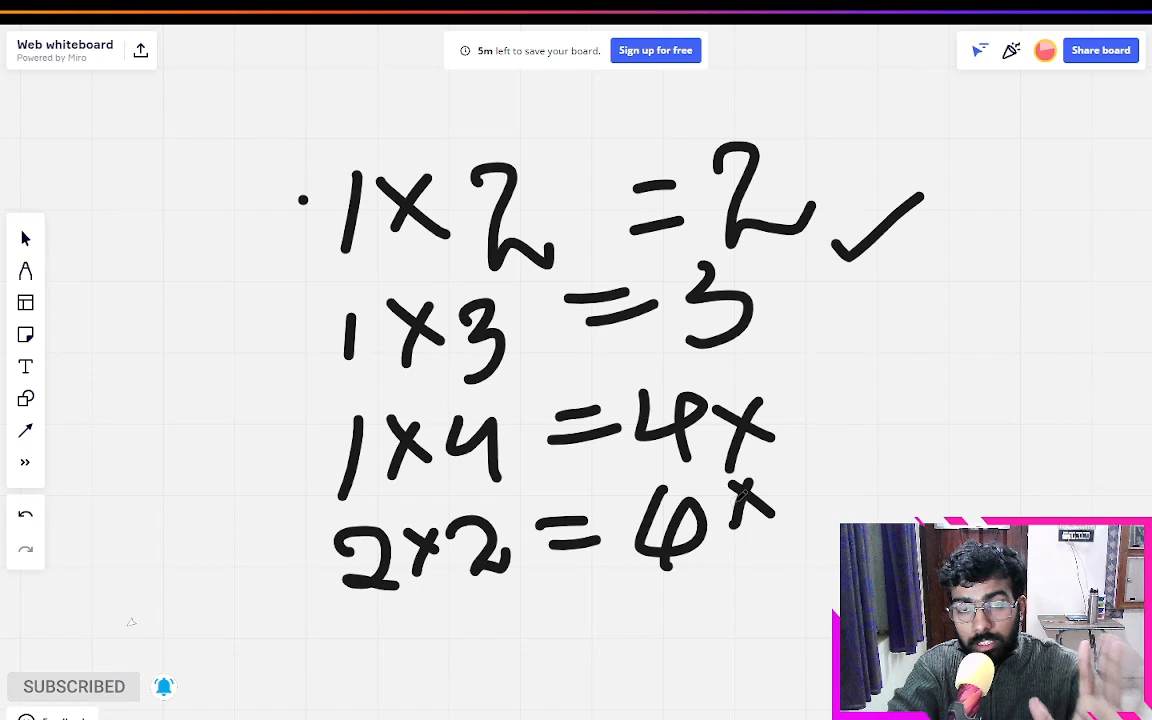 Web whiteboard
Powered by Miro
5m left to save your board.
Sign up for free
Share board
1 × 2 = 2 ✓
1 × 3 = 3
1 × 4 = 4 x
2 × 2 = 4 x
T
SUBSCRIBED